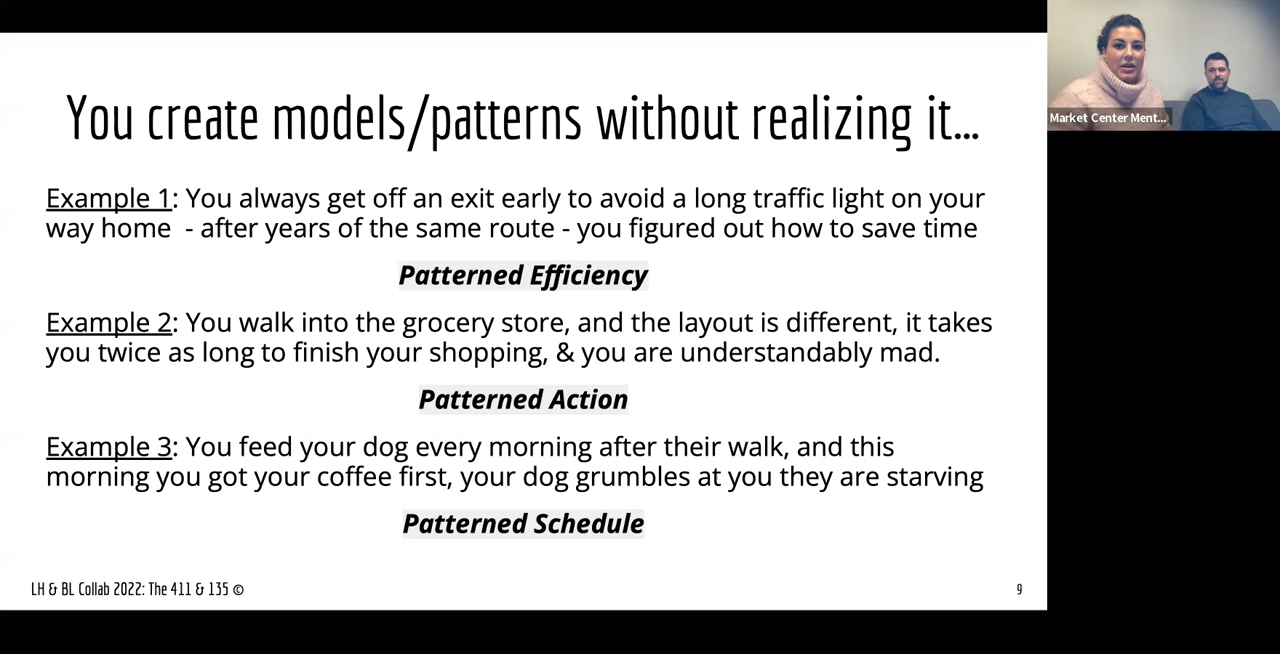 You create models/patterns without realizing it...
Example 1: You always get off an exit early to avoid a long traffic light on your
way home  - after years of the same route - you figured out how to save time
Patterned Efficiency
Example 2: You walk into the grocery store, and the layout is different, it takes
you twice as long to finish your shopping, & you are understandably mad.
Patterned Action
Example 3: You feed your dog every morning after their walk, and this
morning you got your coffee first, your dog grumbles at you they are starving
Patterned Schedule
LH & BL Collab 2022: The 411 & 135 ©
9
Market Center Ment...